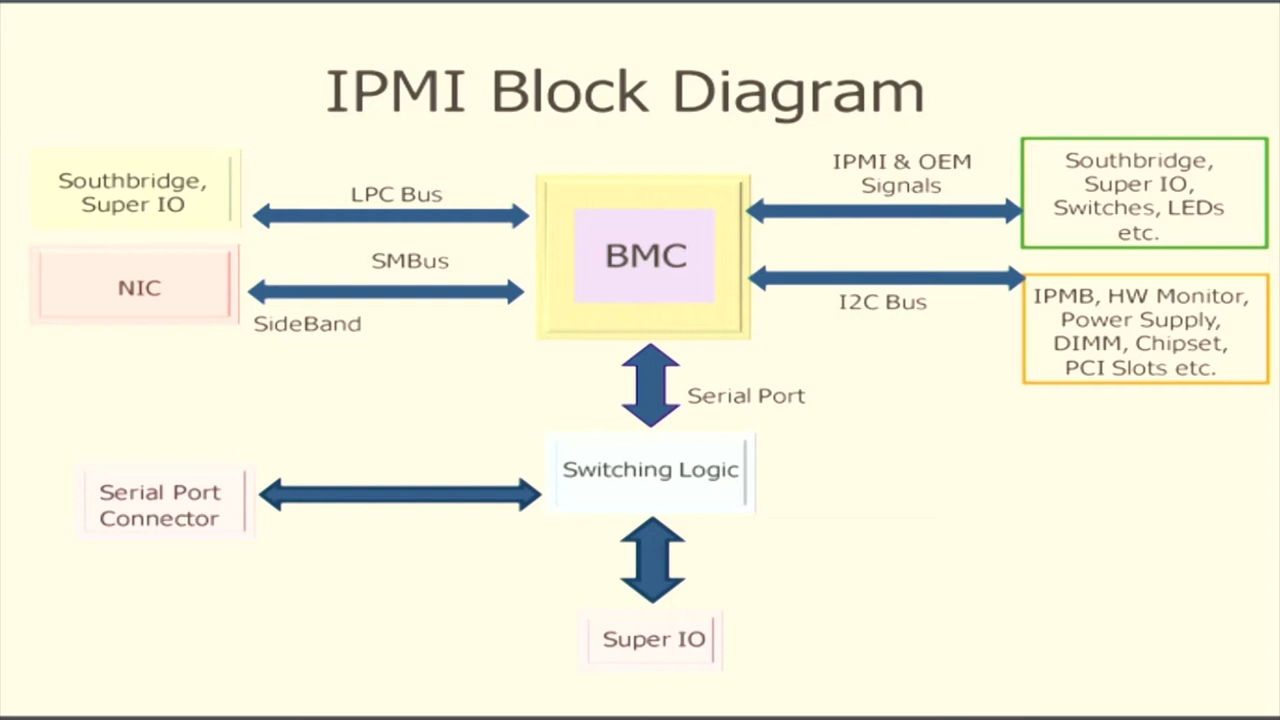 IPMI Block Diagram
Southbridge,
Super IO
LPC Bus
IPMI & OEM
Signals
Southbridge,
Super IO,
Switches, LEDs
etc.
BMC
NIC
SMBus
SideBand
I2C Bus
IPMB, HW Monitor,
Power Supply,
DIMM, Chipset,
PCI Slots etc.
Serial Port
Switching Logic
Serial Port
Connector
Super IO